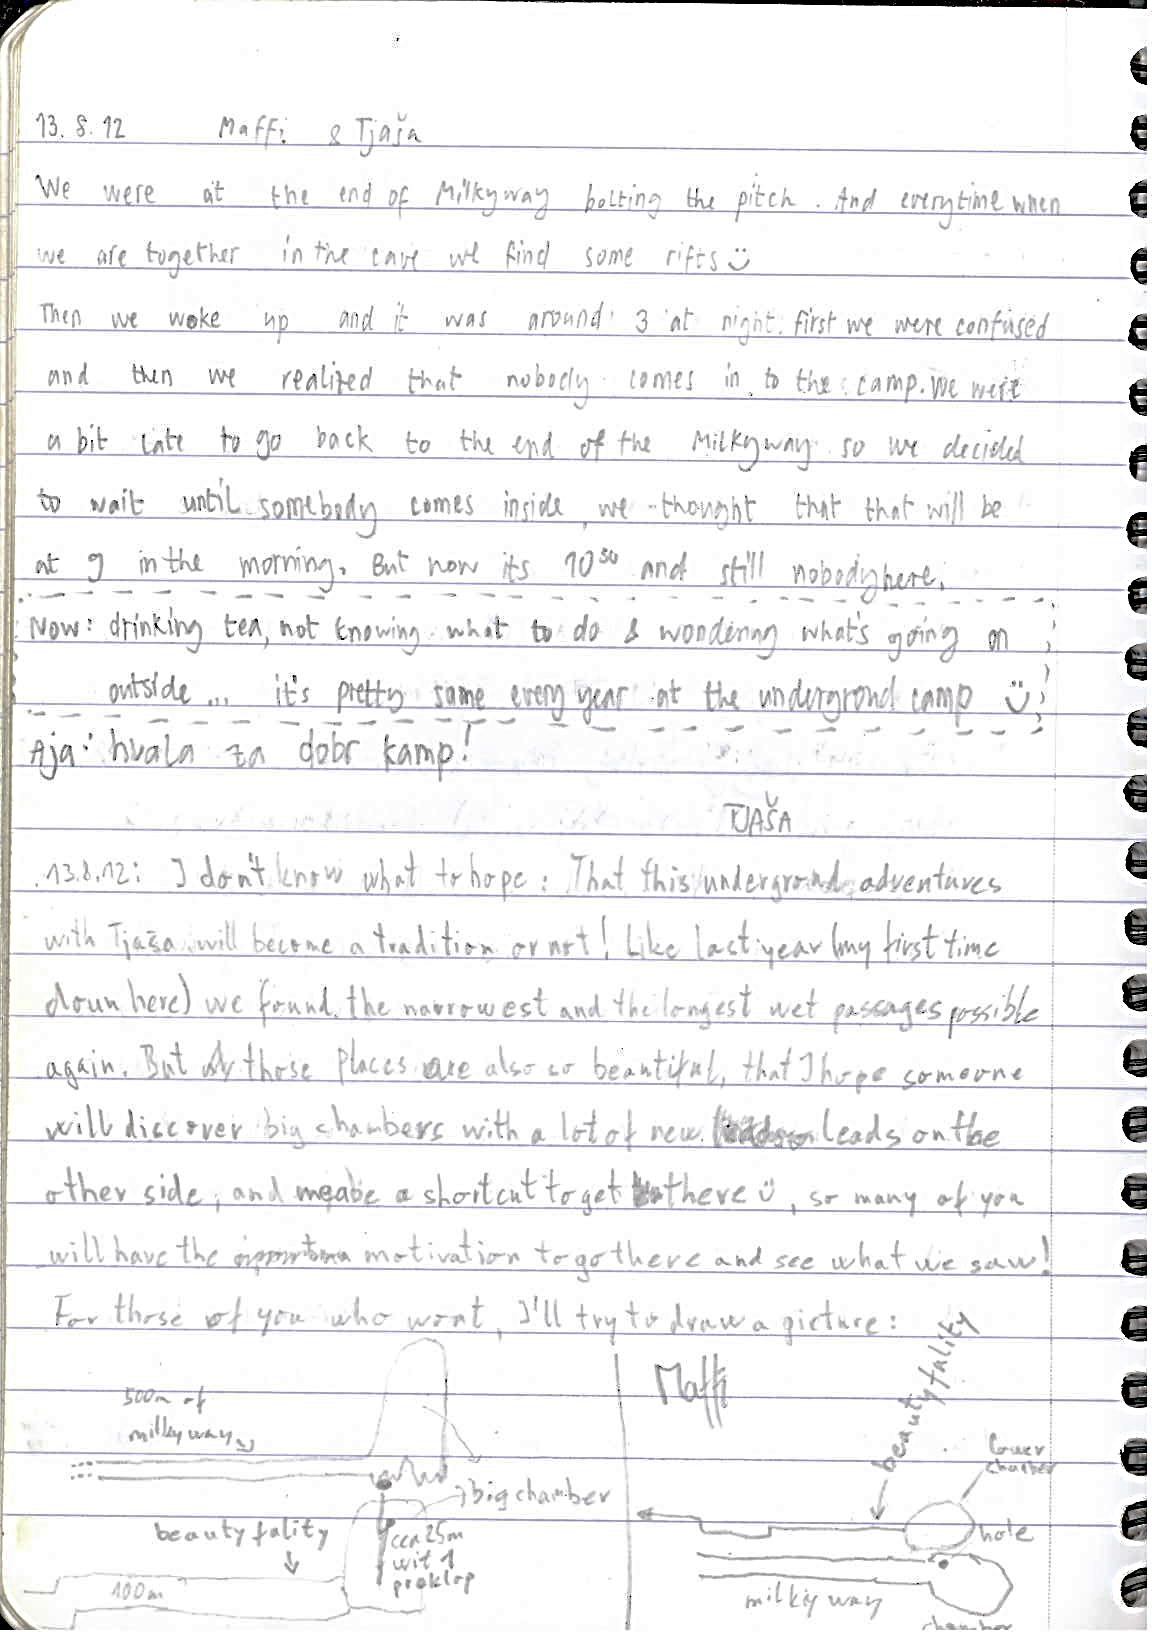 13. 8. 12 Maffi & Tjaša
We were at the end of Milkyway bolting the pitch. And everytime when
we are together in the cave we find some rifts
Then we woke up and it was around 3 at night. First we were confused
and then we realized that nobody comes in to the camp. We were
a bit late to go back to the end of the Milkyway so we decided
to wait until somebody comes inside, we thought that that will be
at 9 in the morning. But now its 10³⁰ and still nobody here.
Now: drinking tea, not knowing what to do & wondering what's going on
outside... it's pretty same every year at the undergrond camp
Aja: hvala za dobr kamp!
TJAŠA
13.8.12: I don't know what to hope: That this underground adventures
with Tjaša will become a tradition or not! Like last year (my first time
doun here) we found the narrowest and the longest wet passages possible
again. But those places are also so beautiful, that I hope someone
will discover big chambers with a lot of new leads on the
other side, and meabe a shortcut to get there, so many of you
will have the motivation to go there and see what we saw!
For those of you who wont, I'll try to draw a picture:
Maffi
500m of
milkyway
big chamber
beautyfality
cca 25m
wit 1
preklop
100m
beautyfality
lower
chamber
hole
milkyway
chamber